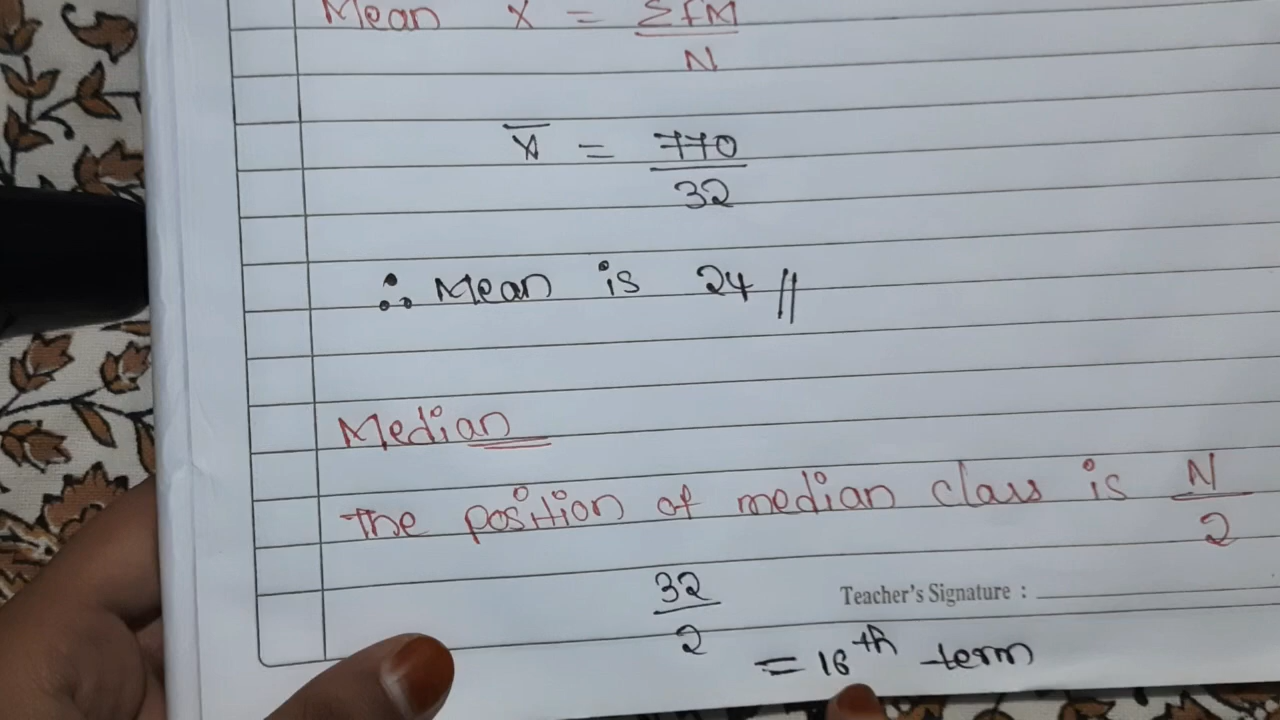 Mean X = ΣfM
N
X̄ = 770
32
∴ Mean is 24 //
Median
The position of median class is N
2
32
2
Teacher's Signature :
= 16th term